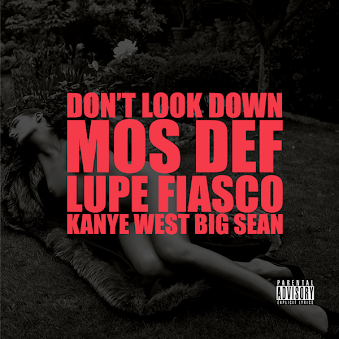 DON'T LOOK DOWN
MOS DEF
LUPE FIASCO
KANYE WEST BIG SEAN
PARENTAL
ADVISORY
EXPLICIT LYRICS